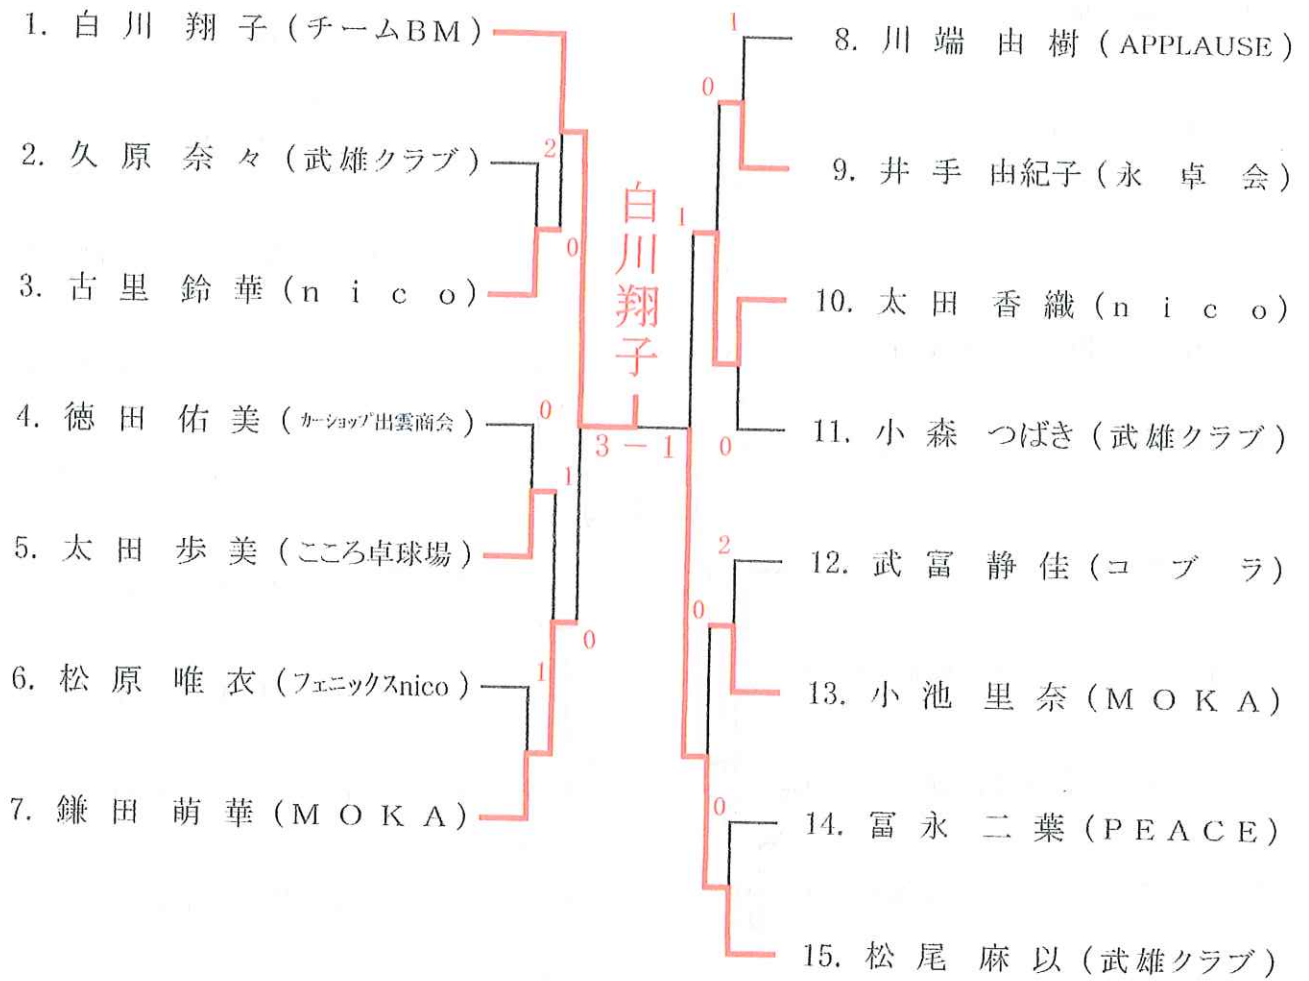 1. 白川 翔子 (チームBM)
2. 久原 奈々 (武雄クラブ)
3. 古里 鈴華 (nico)
4. 徳田 佑美 (カーショップ出雲商会)
5. 太田 歩美 (こころ卓球場)
6. 松原 唯衣 (フェニックスnico)
7. 鎌田 萌華 (MOKA)
2
0
0
1
1
0
白川翔子
3-1
1
0
1
0
2
0
0
8. 川端 由樹 (APPLAUSE)
9. 井手 由紀子 (永卓会)
10. 太田 香織 (nico)
11. 小森 つばき (武雄クラブ)
12. 武冨 静佳 (コブラ)
13. 小池 里奈 (MOKA)
14. 冨永 二葉 (PEACE)
15. 松尾 麻以 (武雄クラブ)